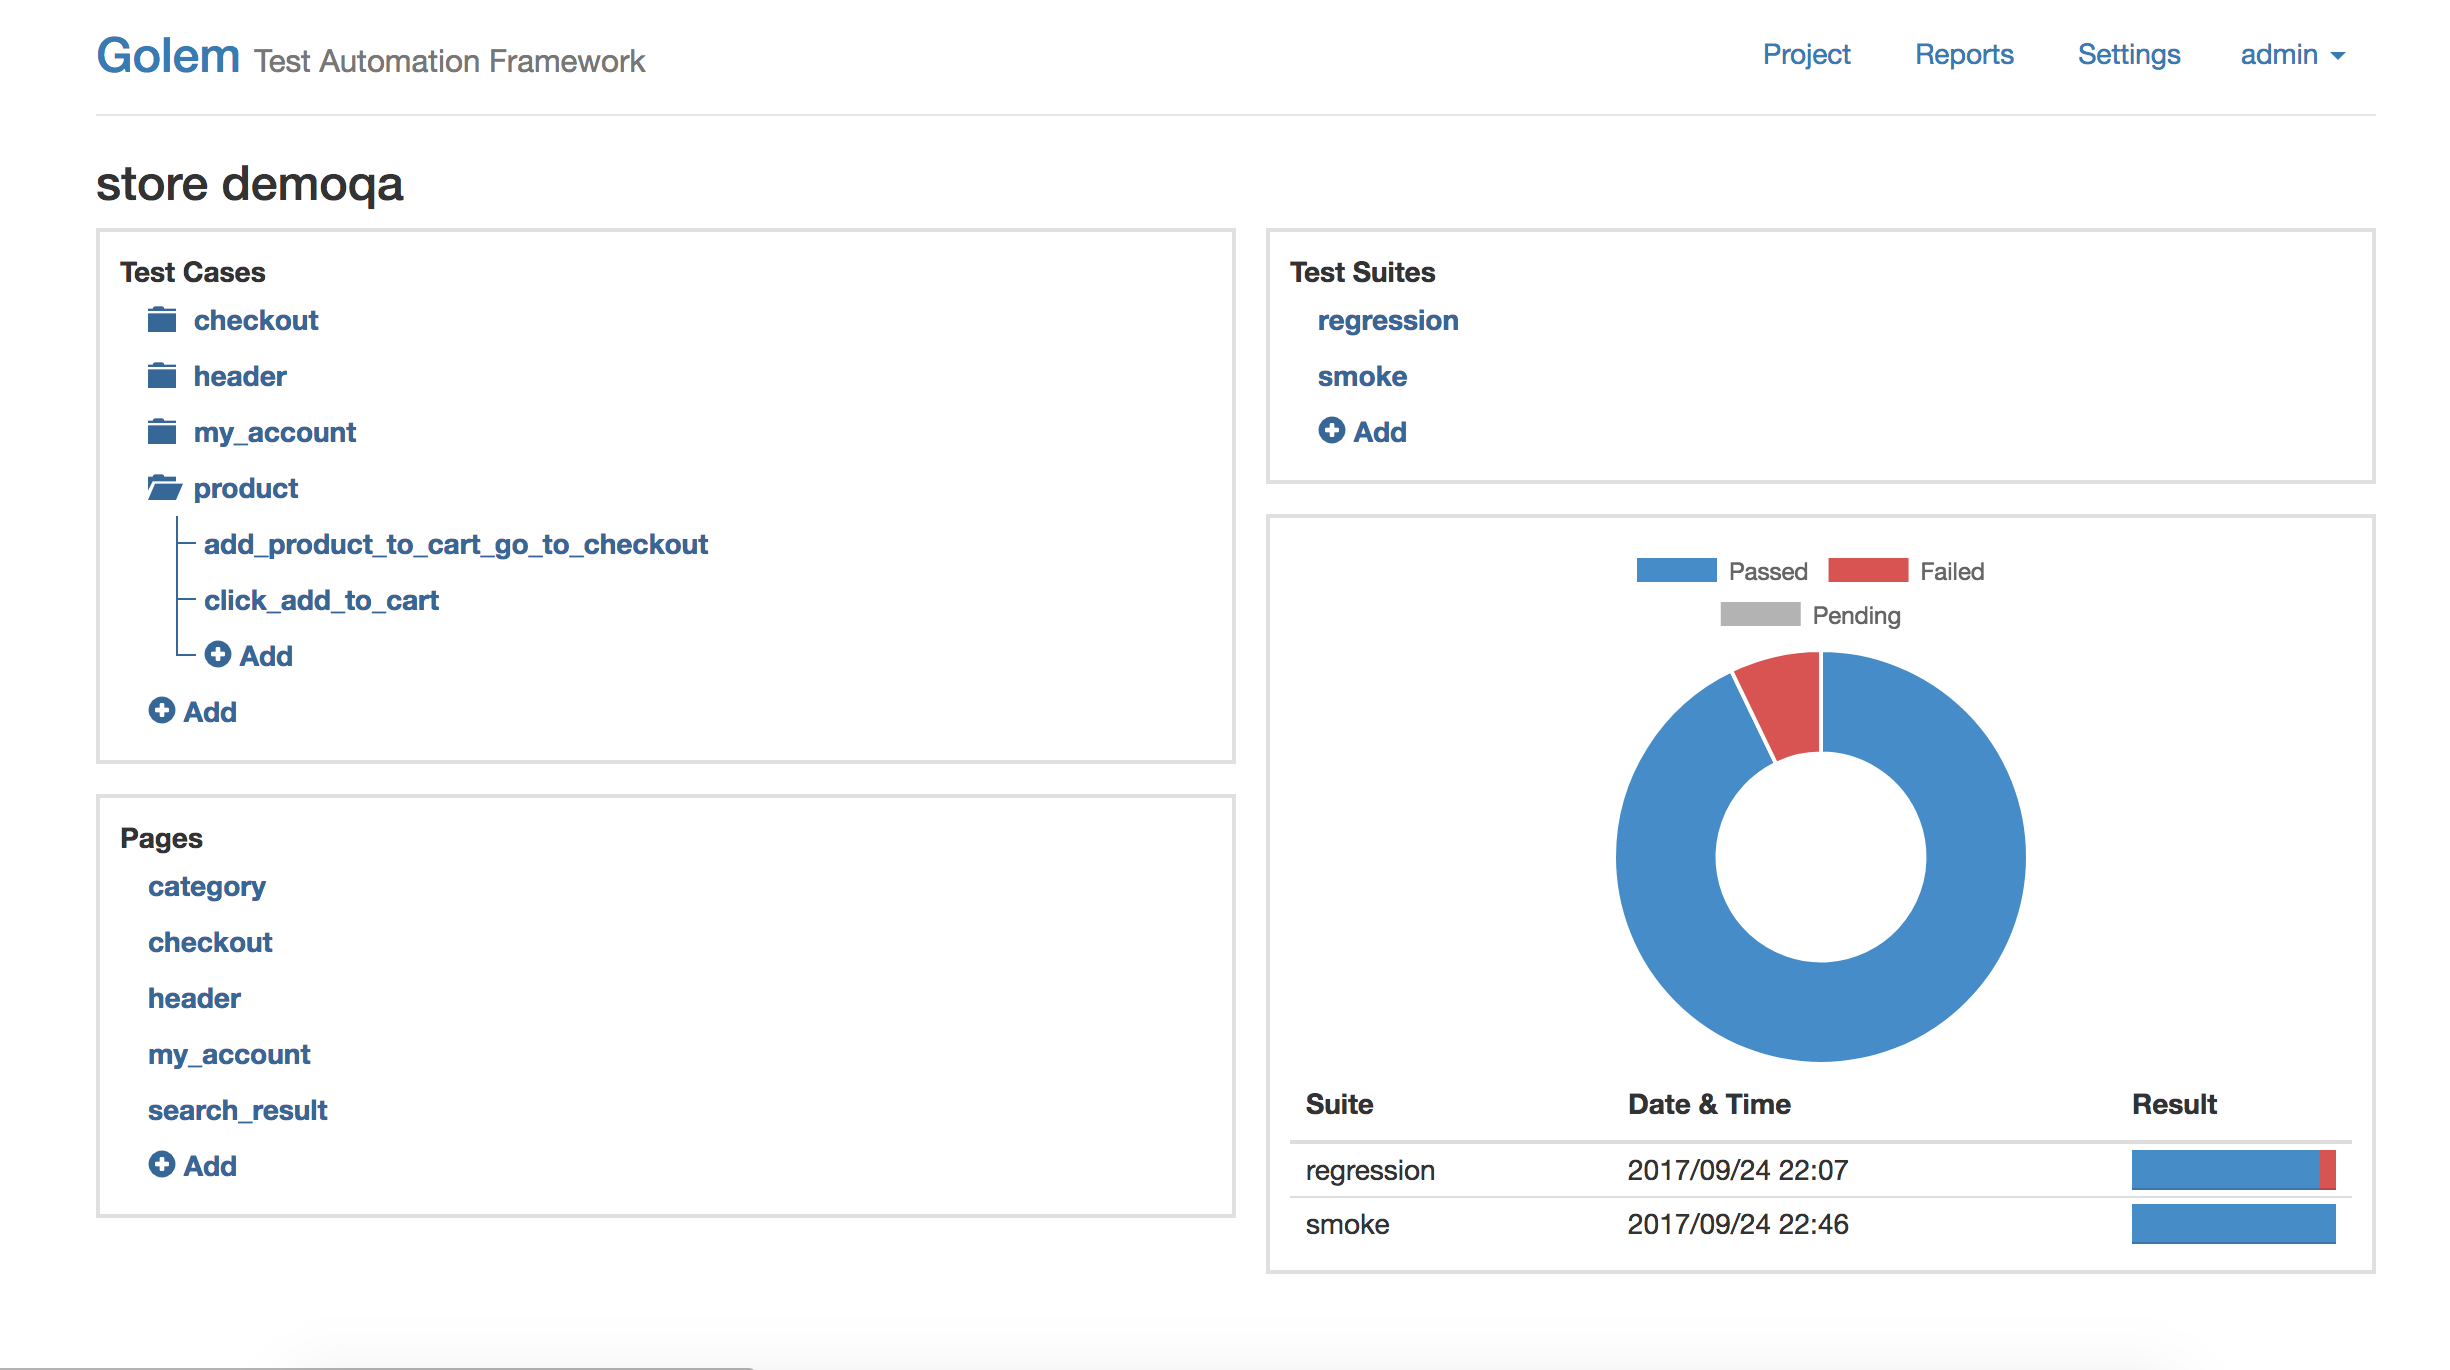 Golem Test Automation Framework
Project Reports Settings admin
store demoqa
Test Cases
checkout
header
my_account
product
add_product_to_cart_go_to_checkout
click_add_to_cart
Add
Add
Pages
category
checkout
header
my_account
search_result
Add
Test Suites
regression
smoke
Add
Passed Failed
Pending
Suite Date & Time Result
regression 2017/09/24 22:07
smoke 2017/09/24 22:46